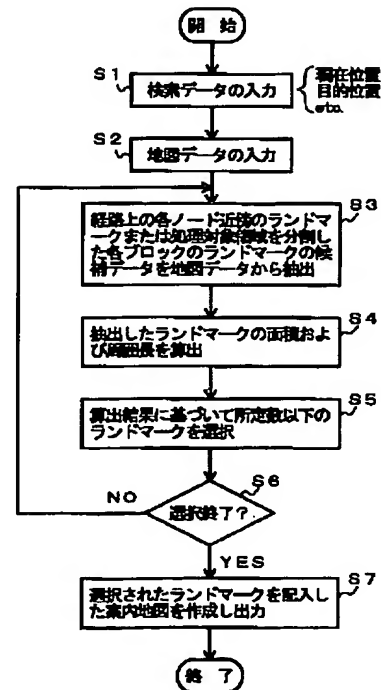 開 始
S1
検索データの入力
現在位置
目的位置
etc.
S2
地図データの入力
S3
経路上の各ノード近傍のランドマ
ークまたは処理対象領域を分割し
た各ブロックのランドマークの候
補データを地図データから抽出
S4
抽出したランドマークの面積およ
び周囲長を算出
S5
算出結果に基づいて所定数以下の
ランドマークを選択
S6
NO
選択終了?
YES
S7
選択されたランドマークを記入し
た案内地図を作成し出力
終 了